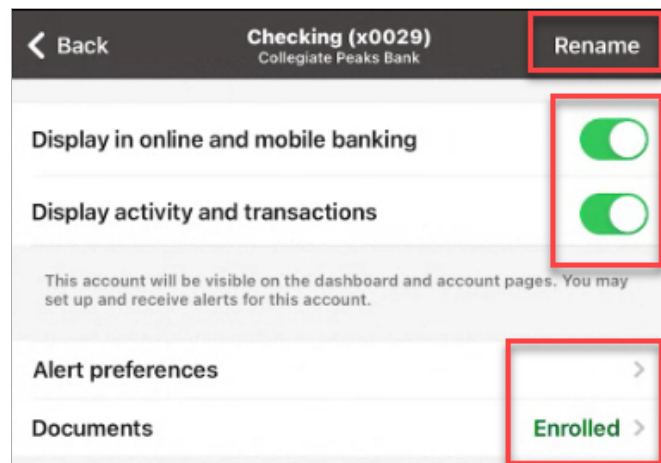 Back
Checking (x0029)
Rename
Collegiate Peaks Bank
Display in online and mobile banking
Display activity and transactions
This account will be visible on the dashboard and account pages. You may
set up and receive alerts for this account.
Alert preferences
Documents
Enrolled